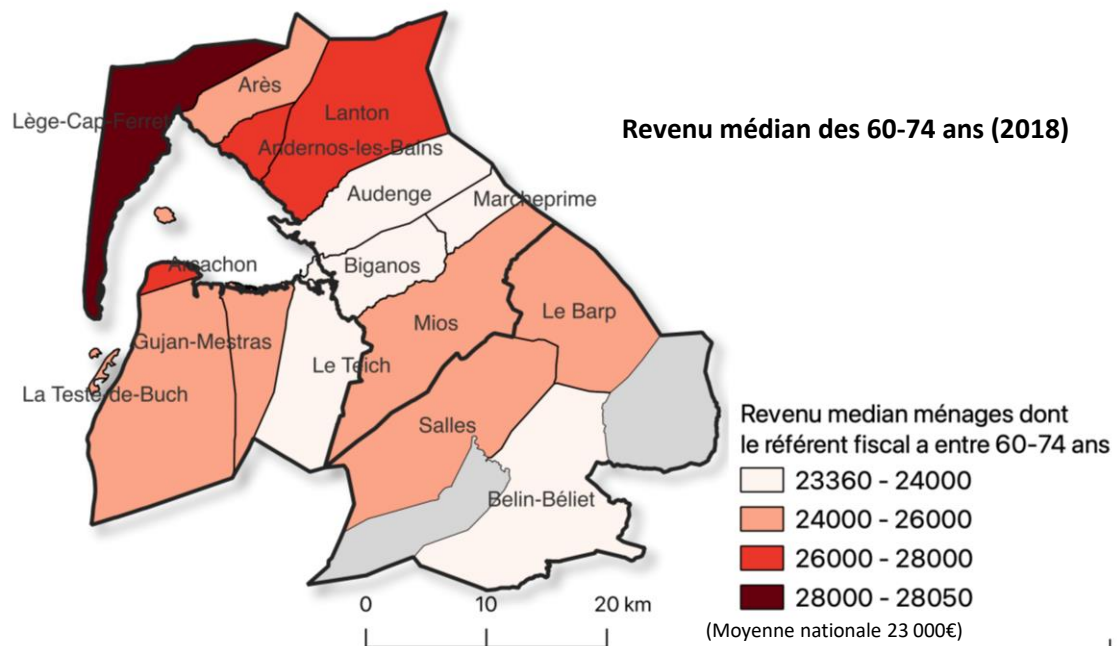 Arès
Lanton
Lège-Cap-Ferret
Revenu médian des 60-74 ans (2018)
Andernos-les-Bains
Audenge
Marcheprime
Arcachon
Biganos
Le Barp
Mios
Gujan-Mestras
Le Teich
La Teste-de-Buch
Salles
Belin-Béliet
Revenu median ménages dont
le référent fiscal a entre 60-74 ans
23360 - 24000
24000 - 26000
26000 - 28000
28000 - 28050
(Moyenne nationale 23 000€)
0 10 20 km